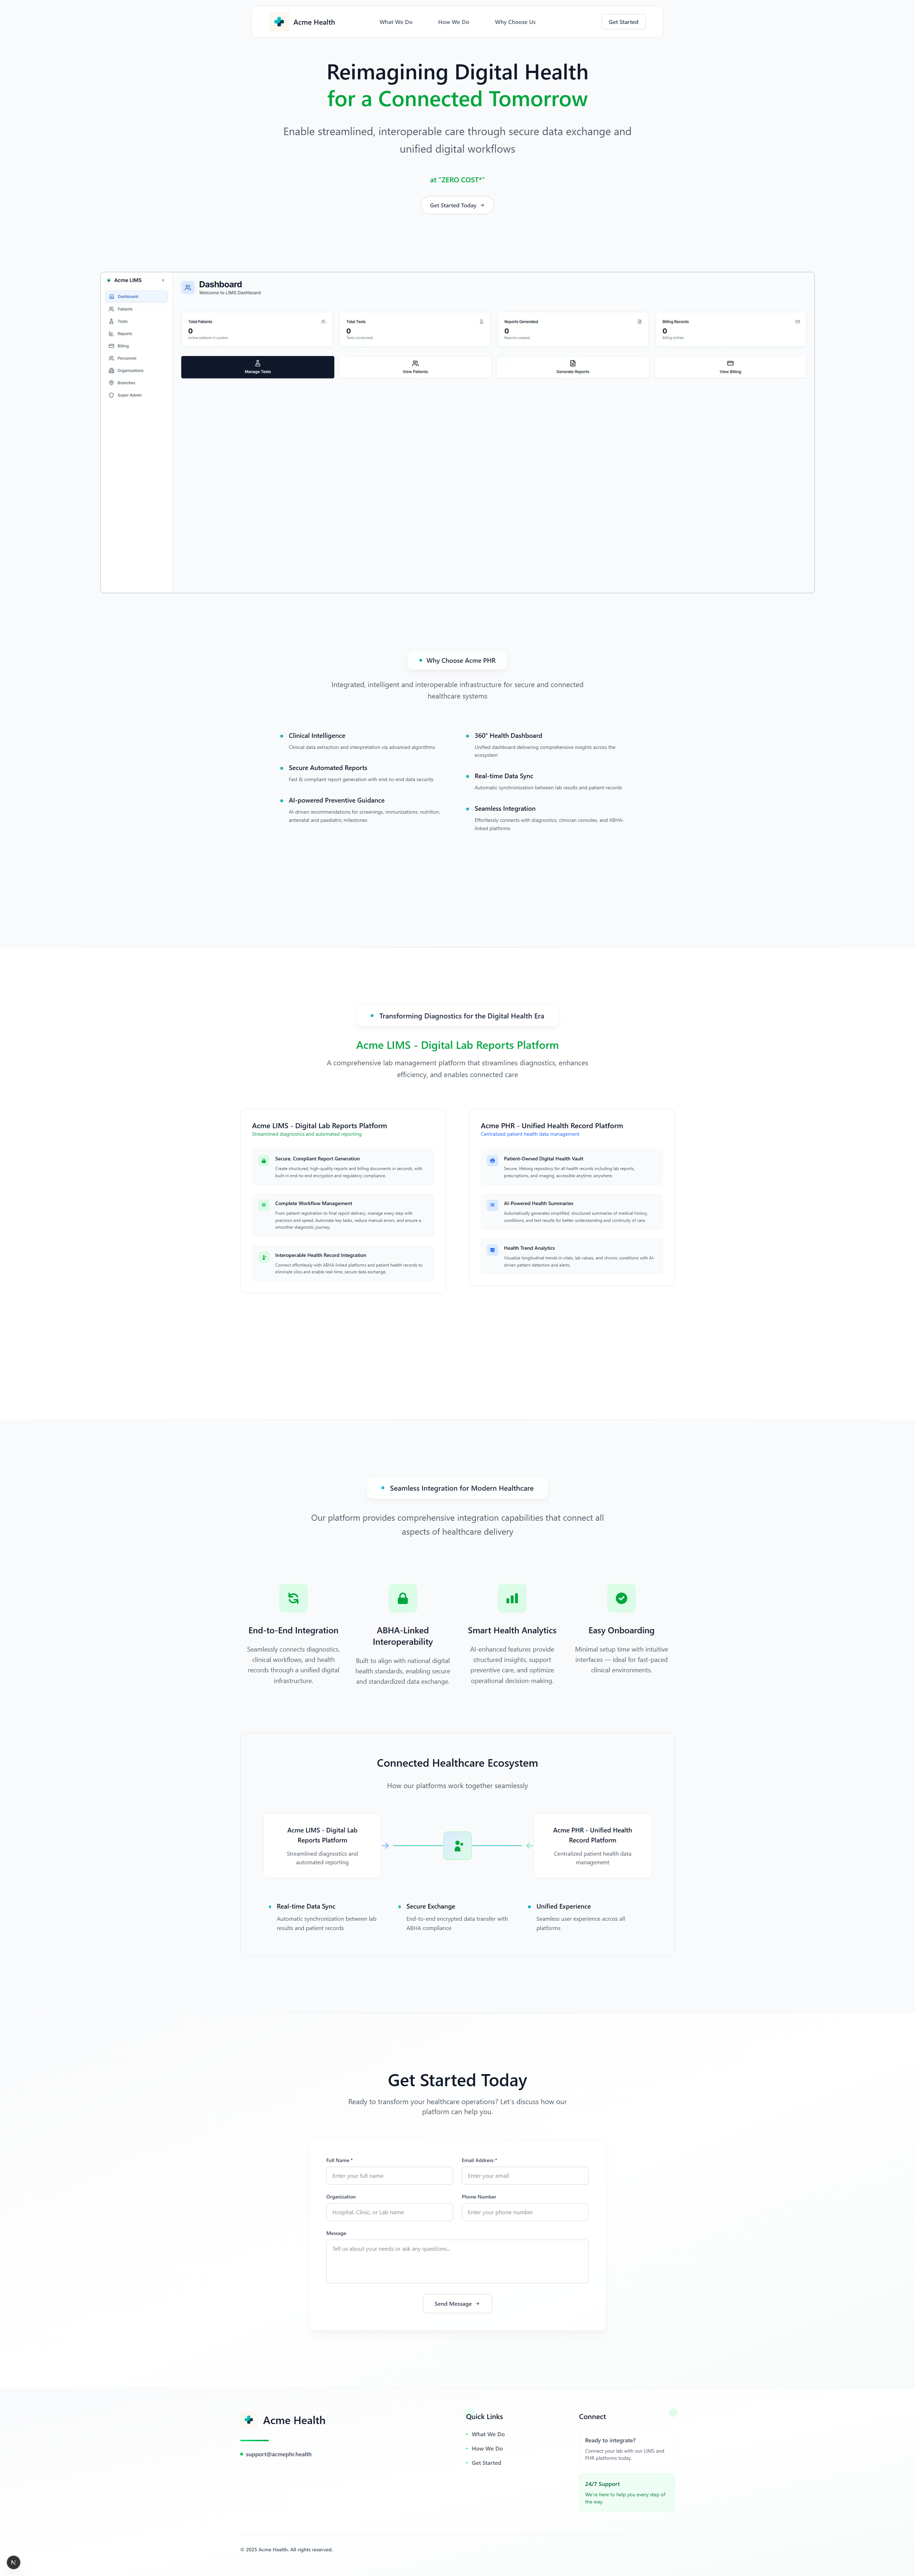 Acme Health
What We Do
How We Do
Why Choose Us
Get Started
Reimagining Digital Health
for a Connected Tomorrow
Enable streamlined, interoperable care through secure data exchange and
unified digital workflows
at "ZERO COST*"
Get Started Today →
Acme LIMS
Dashboard
Patients
Tests
Reports
Billing
Personnel
Organizations
Branches
Super Admin
Dashboard
Welcome to LIMS Dashboard
Total Patients
0
Active patients in system
Total Tests
0
Tests conducted
Reports Generated
0
Reports created
Billing Records
0
Billing entries
Manage Tests
View Patients
Generate Reports
View Billing
Why Choose Acme PHR
Integrated, intelligent and interoperable infrastructure for secure and connected
healthcare systems
Clinical Intelligence
Clinical data extraction and interpretation via advanced algorithms
Secure Automated Reports
Fast & compliant report generation with end-to-end data security
AI-powered Preventive Guidance
AI-driven recommendations for screenings, immunizations, nutrition,
antenatal and paediatric milestones
360° Health Dashboard
Unified dashboard delivering comprehensive insights across the
ecosystem
Real-time Data Sync
Automatic synchronization between lab results and patient records
Seamless Integration
Effortlessly connects with diagnostics, clinician consoles, and ABHA-
linked platforms
Transforming Diagnostics for the Digital Health Era
Acme LIMS - Digital Lab Reports Platform
A comprehensive lab management platform that streamlines diagnostics, enhances
efficiency, and enables connected care
Acme LIMS - Digital Lab Reports Platform
Streamlined diagnostics and automated reporting
Secure, Compliant Report Generation
Create structured, high-quality reports and billing documents in seconds, with
built-in end-to-end encryption and regulatory compliance.
Complete Workflow Management
From patient registration to final report delivery, manage every step with
precision and speed. Automate key tasks, reduce manual errors, and ensure a
smoother diagnostic journey.
Interoperable Health Record Integration
Connect effortlessly with ABHA-linked platforms and patient health records to
eliminate silos and enable real-time, secure data exchange.
Acme PHR - Unified Health Record Platform
Centralized patient health data management
Patient-Owned Digital Health Vault
Secure, lifelong repository for all health records including lab reports,
prescriptions, and imaging, accessible anytime, anywhere.
AI-Powered Health Summaries
Automatically generates simplified, structured summaries of medical history,
conditions, and test results for better understanding and continuity of care.
Health Trend Analytics
Visualize longitudinal trends in vitals, lab values, and chronic conditions with AI-
driven pattern detection and alerts.
Seamless Integration for Modern Healthcare
Our platform provides comprehensive integration capabilities that connect all
aspects of healthcare delivery
End-to-End Integration
Seamlessly connects diagnostics,
clinical workflows, and health
records through a unified digital
infrastructure.
ABHA-Linked
Interoperability
Built to align with national digital
health standards, enabling secure
and standardized data exchange.
Smart Health Analytics
AI-enhanced features provide
structured insights, support
preventive care, and optimize
operational decision-making.
Easy Onboarding
Minimal setup time with intuitive
interfaces — ideal for fast-paced
clinical environments.
Connected Healthcare Ecosystem
How our platforms work together seamlessly
Acme LIMS - Digital Lab
Reports Platform
Streamlined diagnostics and
automated reporting
Acme PHR - Unified Health
Record Platform
Centralized patient health data
management
Real-time Data Sync
Automatic synchronization between lab
results and patient records
Secure Exchange
End-to-end encrypted data transfer with
ABHA compliance
Unified Experience
Seamless user experience across all
platforms
Get Started Today
Ready to transform your healthcare operations? Let's discuss how our
platform can help you.
Full Name *
Enter your full name
Email Address *
Enter your email
Organization
Hospital, Clinic, or Lab name
Phone Number
Enter your phone number
Message
Tell us about your needs or ask any questions...
Send Message →
Acme Health
support@acmephr.health
Quick Links
What We Do
How We Do
Get Started
Connect
Ready to integrate?
Connect your lab with our LIMS and
PHR platforms today.
24/7 Support
We're here to help you every step of
the way.
© 2025 Acme Health. All rights reserved.
N